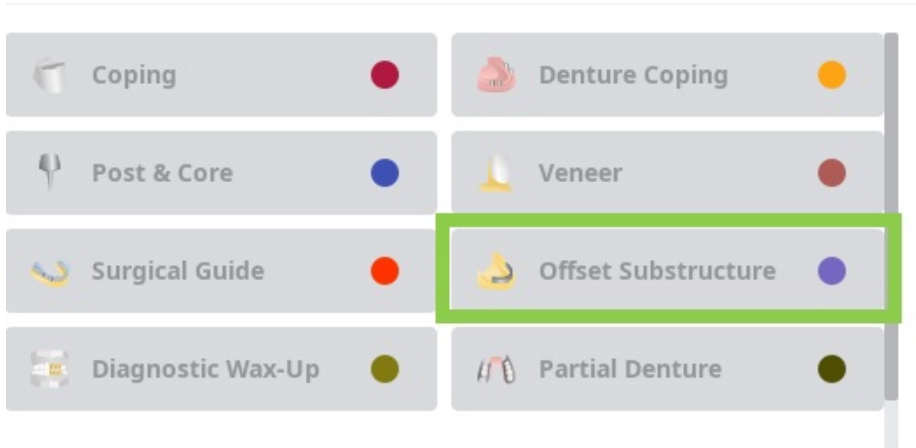 Coping
Denture Coping
Post & Core
Veneer
Surgical Guide
Offset Substructure
Diagnostic Wax-Up
Partial Denture